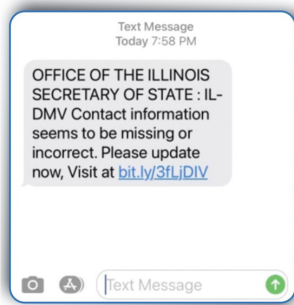 Text Message
Today 7:58 PM
OFFICE OF THE ILLINOIS
SECRETARY OF STATE : IL-
DMV Contact information
seems to be missing or
incorrect. Please update
now, Visit at bit.ly/3fLjDIV
Text Message